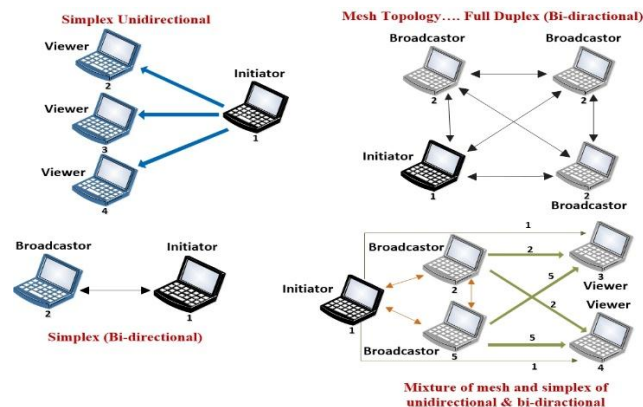 Simplex Unidirectional
Viewer
2
Initiator
Viewer
3
1
Viewer
4
Broadcastor
Initiator
2
1
Simplex (Bi-directional)
Mesh Topology.... Full Duplex (Bi-diractional)
Broadcastor
Broadcastor
2
2
Initiator
1
2
Broadcastor
1
Broadcastor
2
5
3
Viewer
Initiator
2
2
Viewer
1
Broadcastor
5
5
4
1
Mixture of mesh and simplex of
unidirectional & bi-diractional